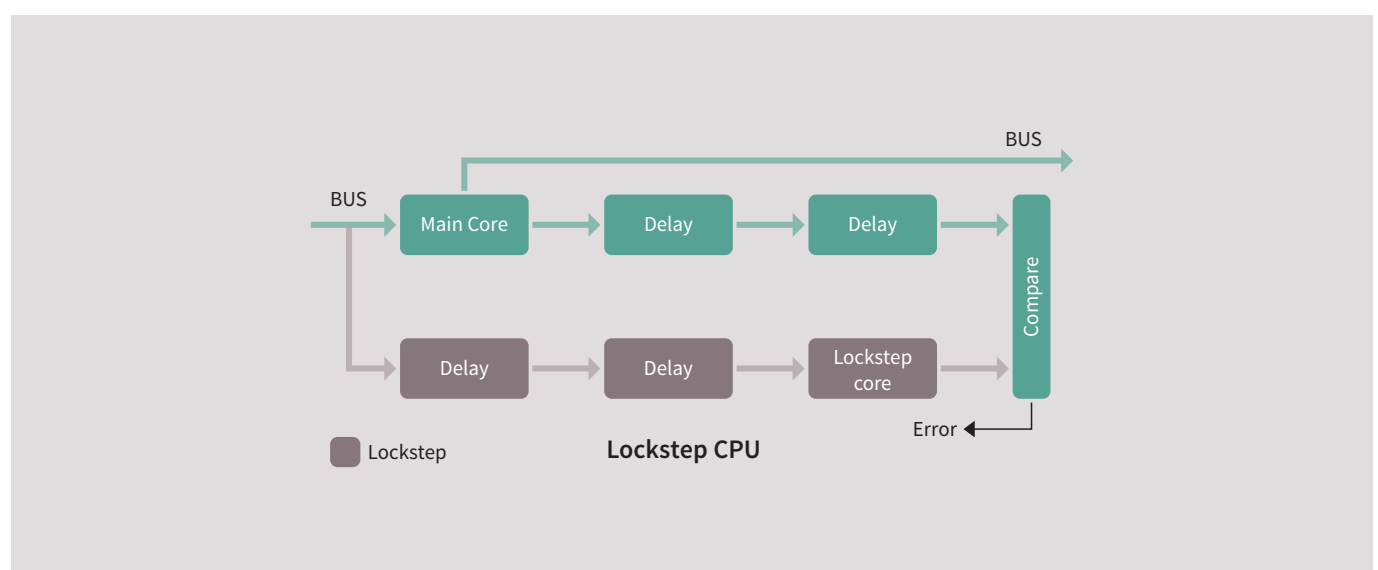 BUS
BUS
Main Core
Delay
Delay
Compare
Delay
Delay
Lockstep
core
Error
Lockstep
Lockstep CPU